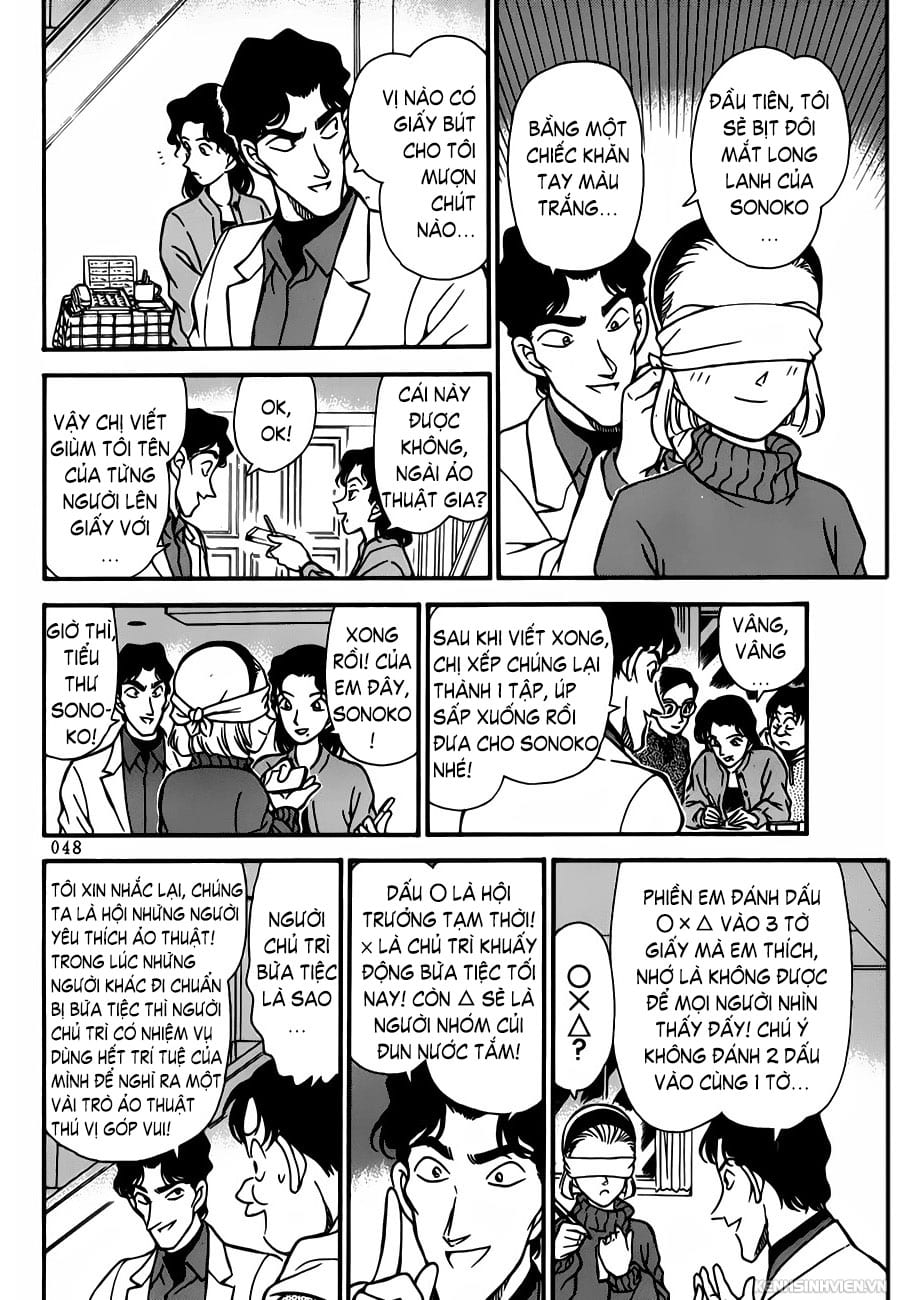 ĐẦU TIÊN, TÔI
SẼ BỊT ĐÔI
MẮT LONG
LANH CỦA
SONOKO
...
BẰNG MỘT
CHIẾC KHĂN
TAY MÀU
TRẮNG...
VỊ NÀO CÓ
GIẤY BÚT
CHO TÔI
MƯỢN
CHÚT
NÀO...
CÁI NÀY
ĐƯỢC
KHÔNG,
NGÀI ẢO
THUẬT GIA?
OK,
OK!
VẬY CHỊ VIẾT
GIÙM TÔI TÊN
CỦA TỪNG
NGƯỜI LÊN
GIẤY VỚI
...
VÂNG,
VÂNG
...
SAU KHI VIẾT XONG,
CHỊ XẾP CHÚNG LẠI
THÀNH 1 TẬP, ÚP
SẤP XUỐNG RỒI
ĐƯA CHO SONOKO
NHÉ!
XONG
RỒI! CỦA
EM ĐÂY,
SONOKO
!
GIỜ THÌ,
TIỂU
THƯ
SONO-
KO!
048
PHIỀN EM ĐÁNH DẤU
O × △ VÀO 3 TỜ
GIẤY MÀ EM THÍCH,
NHỚ LÀ KHÔNG ĐƯỢC
ĐỂ MỌI NGƯỜI NHÌN
THẤY ĐẤY! CHÚ Ý
KHÔNG ĐÁNH 2 DẤU
VÀO CÙNG 1 TỜ...
O
×
△?
DẤU O LÀ HỘI
TRƯỞNG TẠM THỜI!
× LÀ CHỦ TRÌ KHUẤY
ĐỘNG BỮA TIỆC TỐI
NAY! CÒN △ SẼ LÀ
NGƯỜI NHÓM CỦI
ĐUN NƯỚC TẮM!
NGƯỜI
CHỦ TRÌ
BỮA TIỆC
LÀ SAO
...
TÔI XIN NHẮC LẠI, CHÚNG
TA LÀ HỘI NHỮNG NGƯỜI
YÊU THÍCH ẢO THUẬT!
TRONG LÚC NHỮNG
NGƯỜI KHÁC ĐI CHUẨN
BỊ BỮA TIỆC THÌ NGƯỜI
CHỦ TRÌ CÓ NHIỆM VỤ
DÙNG HẾT TRÍ TUỆ CỦA
MÌNH ĐỂ NGHĨ RA MỘT
VÀI TRÒ ẢO THUẬT
THÚ VỊ GÓP VUI!
KENHSINHVIEN.VN